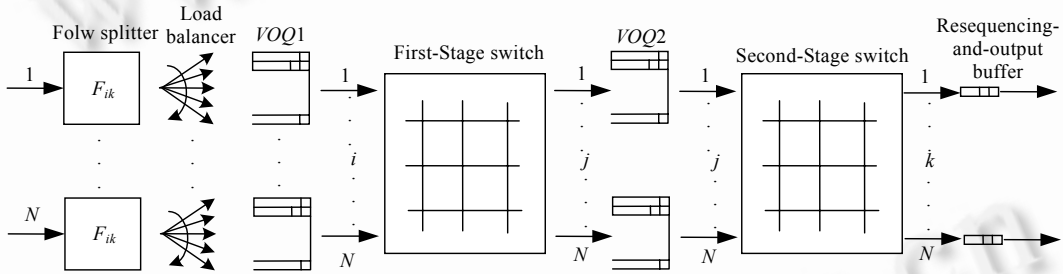 Folw splitter
Load
balancer
VOQ1
First-Stage switch
VOQ2
Second-Stage switch
Resequencing-
and-output
buffer
1
F_ik
1
1
1
1
i
j
j
k
N
F_ik
N
N
N
N